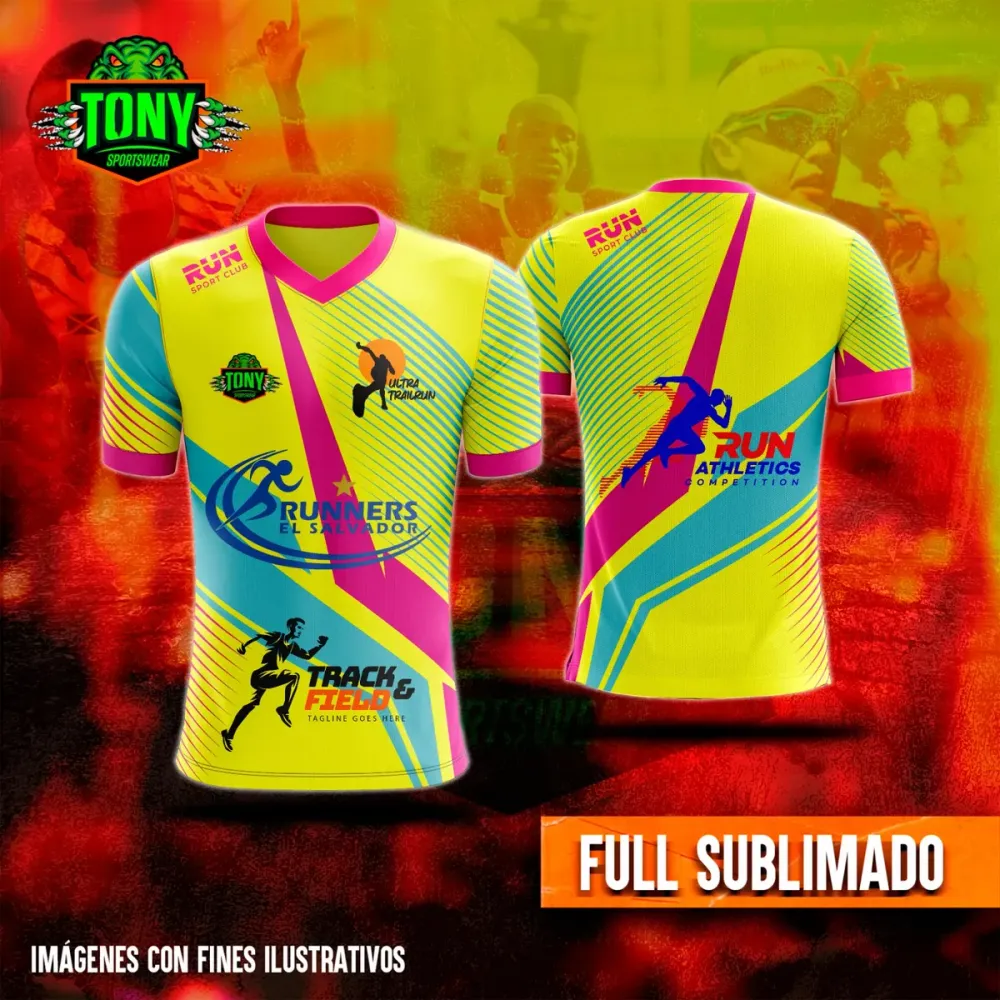 TONY
SPORTSWEAR
RUN
SPORT CLUB
TONY
ULTRA
TRAILRUN
RUNNERS
EL SALVADOR
TRACK &
FIELD
TAGLINE GOES HERE
RUN
SPORT CLUB
RUN
ATHLETICS
COMPETITION
FULL SUBLIMADO
IMÁGENES CON FINES ILUSTRATIVOS